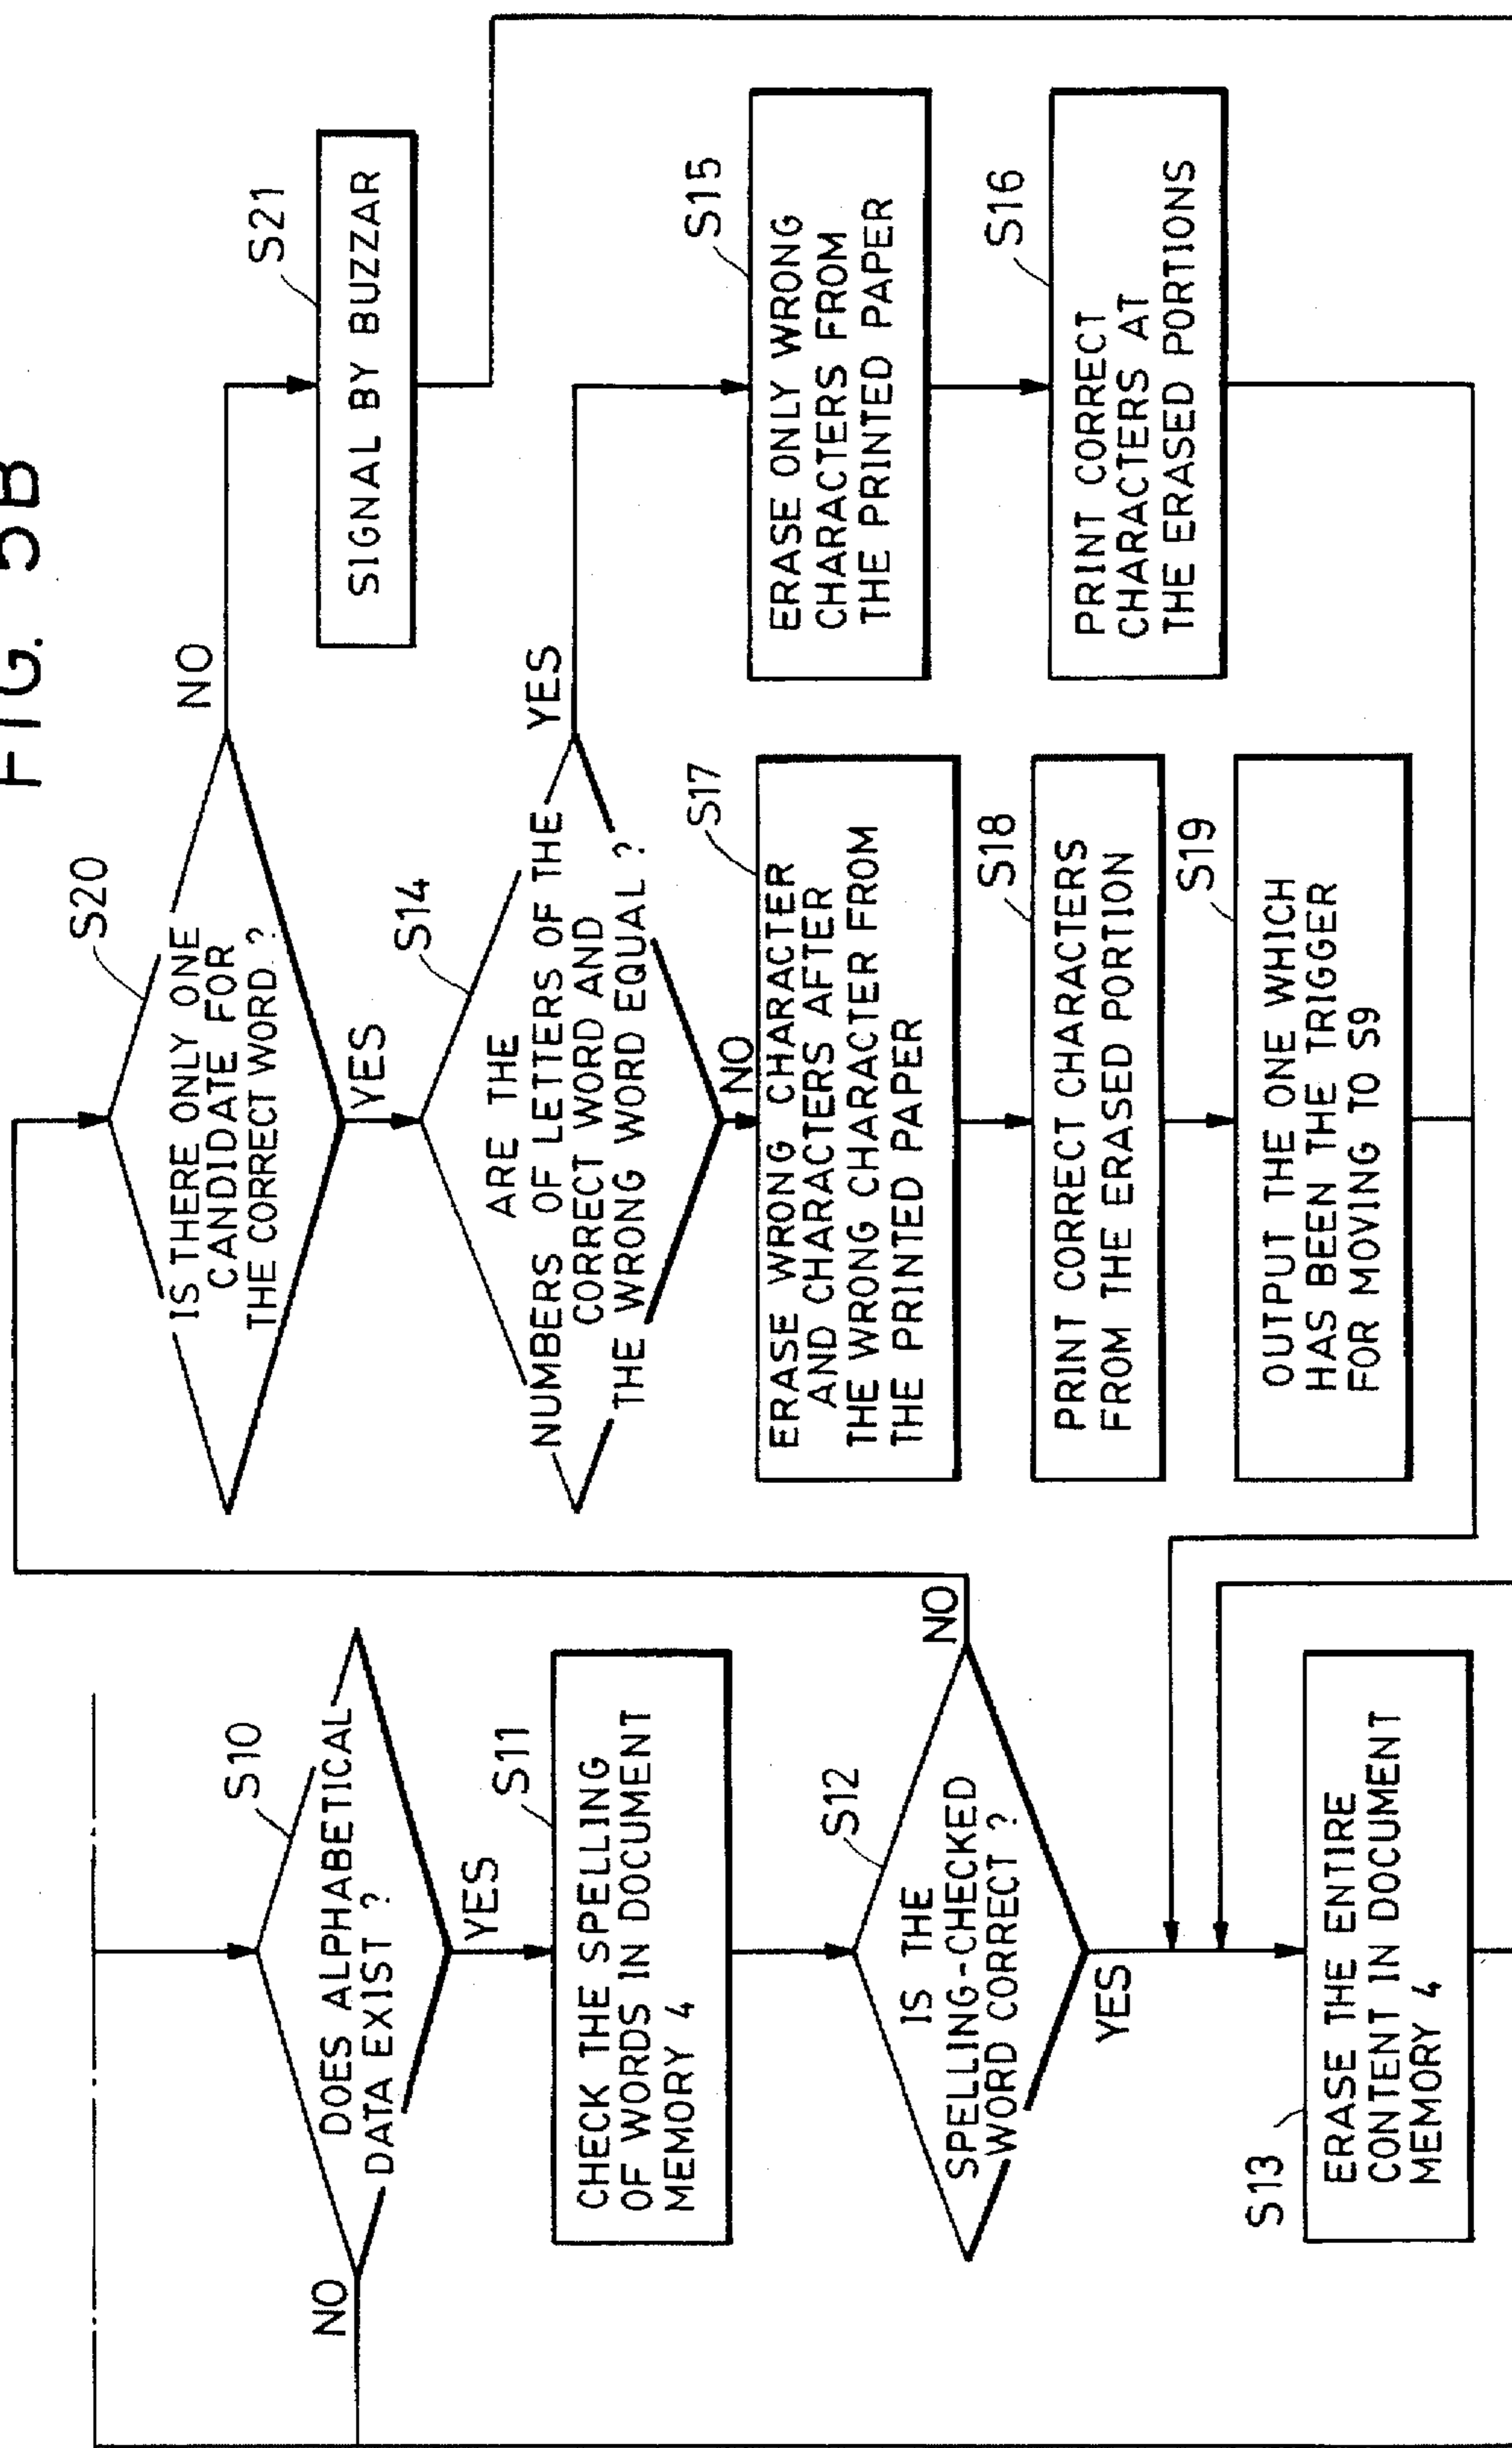 FIG. 5B
S10
DOES ALPHABETICAL
DATA EXIST ?
NO
YES
S11
CHECK THE SPELLING
OF WORDS IN DOCUMENT
MEMORY 4
S12
IS THE
SPELLING-CHECKED
WORD CORRECT ?
NO
YES
S13
ERASE THE ENTIRE
CONTENT IN DOCUMENT
MEMORY 4
S20
IS THERE ONLY ONE
CANDIDATE FOR
THE CORRECT WORD ?
NO
YES
S21
SIGNAL BY BUZZAR
S14
ARE THE
NUMBERS OF LETTERS OF THE
CORRECT WORD AND
THE WRONG WORD EQUAL ?
YES
NO
S15
ERASE ONLY WRONG
CHARACTERS FROM
THE PRINTED PAPER
S16
PRINT CORRECT
CHARACTERS AT
THE ERASED PORTIONS
S17
ERASE WRONG CHARACTER
AND CHARACTERS AFTER
THE WRONG CHARACTER FROM
THE PRINTED PAPER
S18
PRINT CORRECT CHARACTERS
FROM THE ERASED PORTION
S19
OUTPUT THE ONE WHICH
HAS BEEN THE TRIGGER
FOR MOVING TO S9